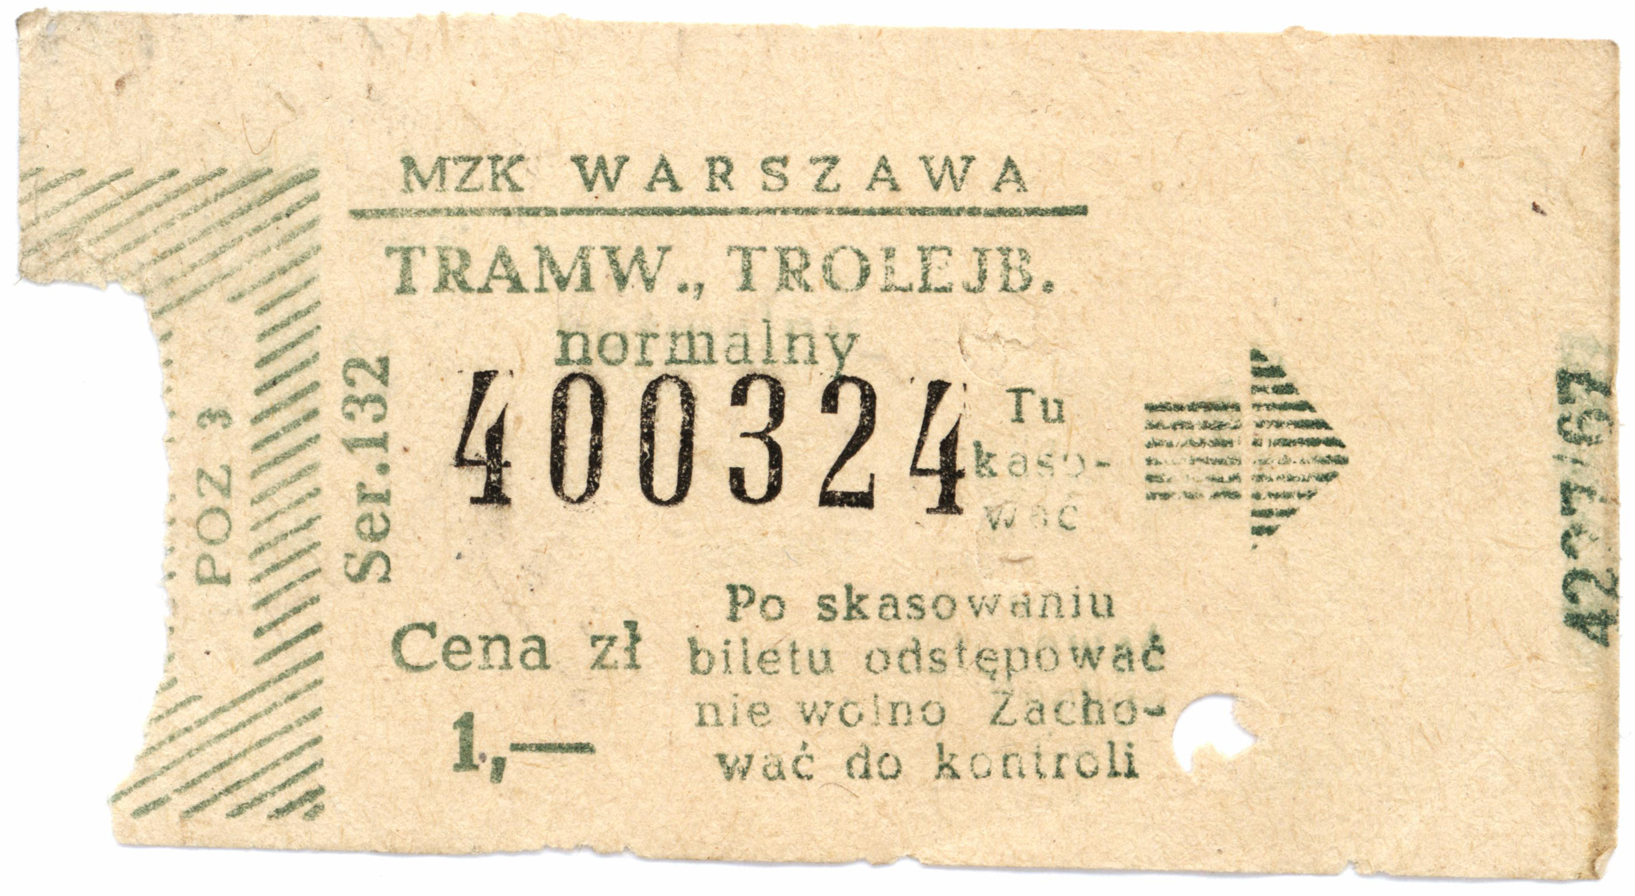 MZK WARSZAWA
TRAMW., TROLEJB.
normalny
POZ 3
Ser.132
400324
Tu
kaso-
wać
Cena zł
1,—
Po skasowaniu
biletu odstępować
nie wolno Zacho-
wać do kontroli